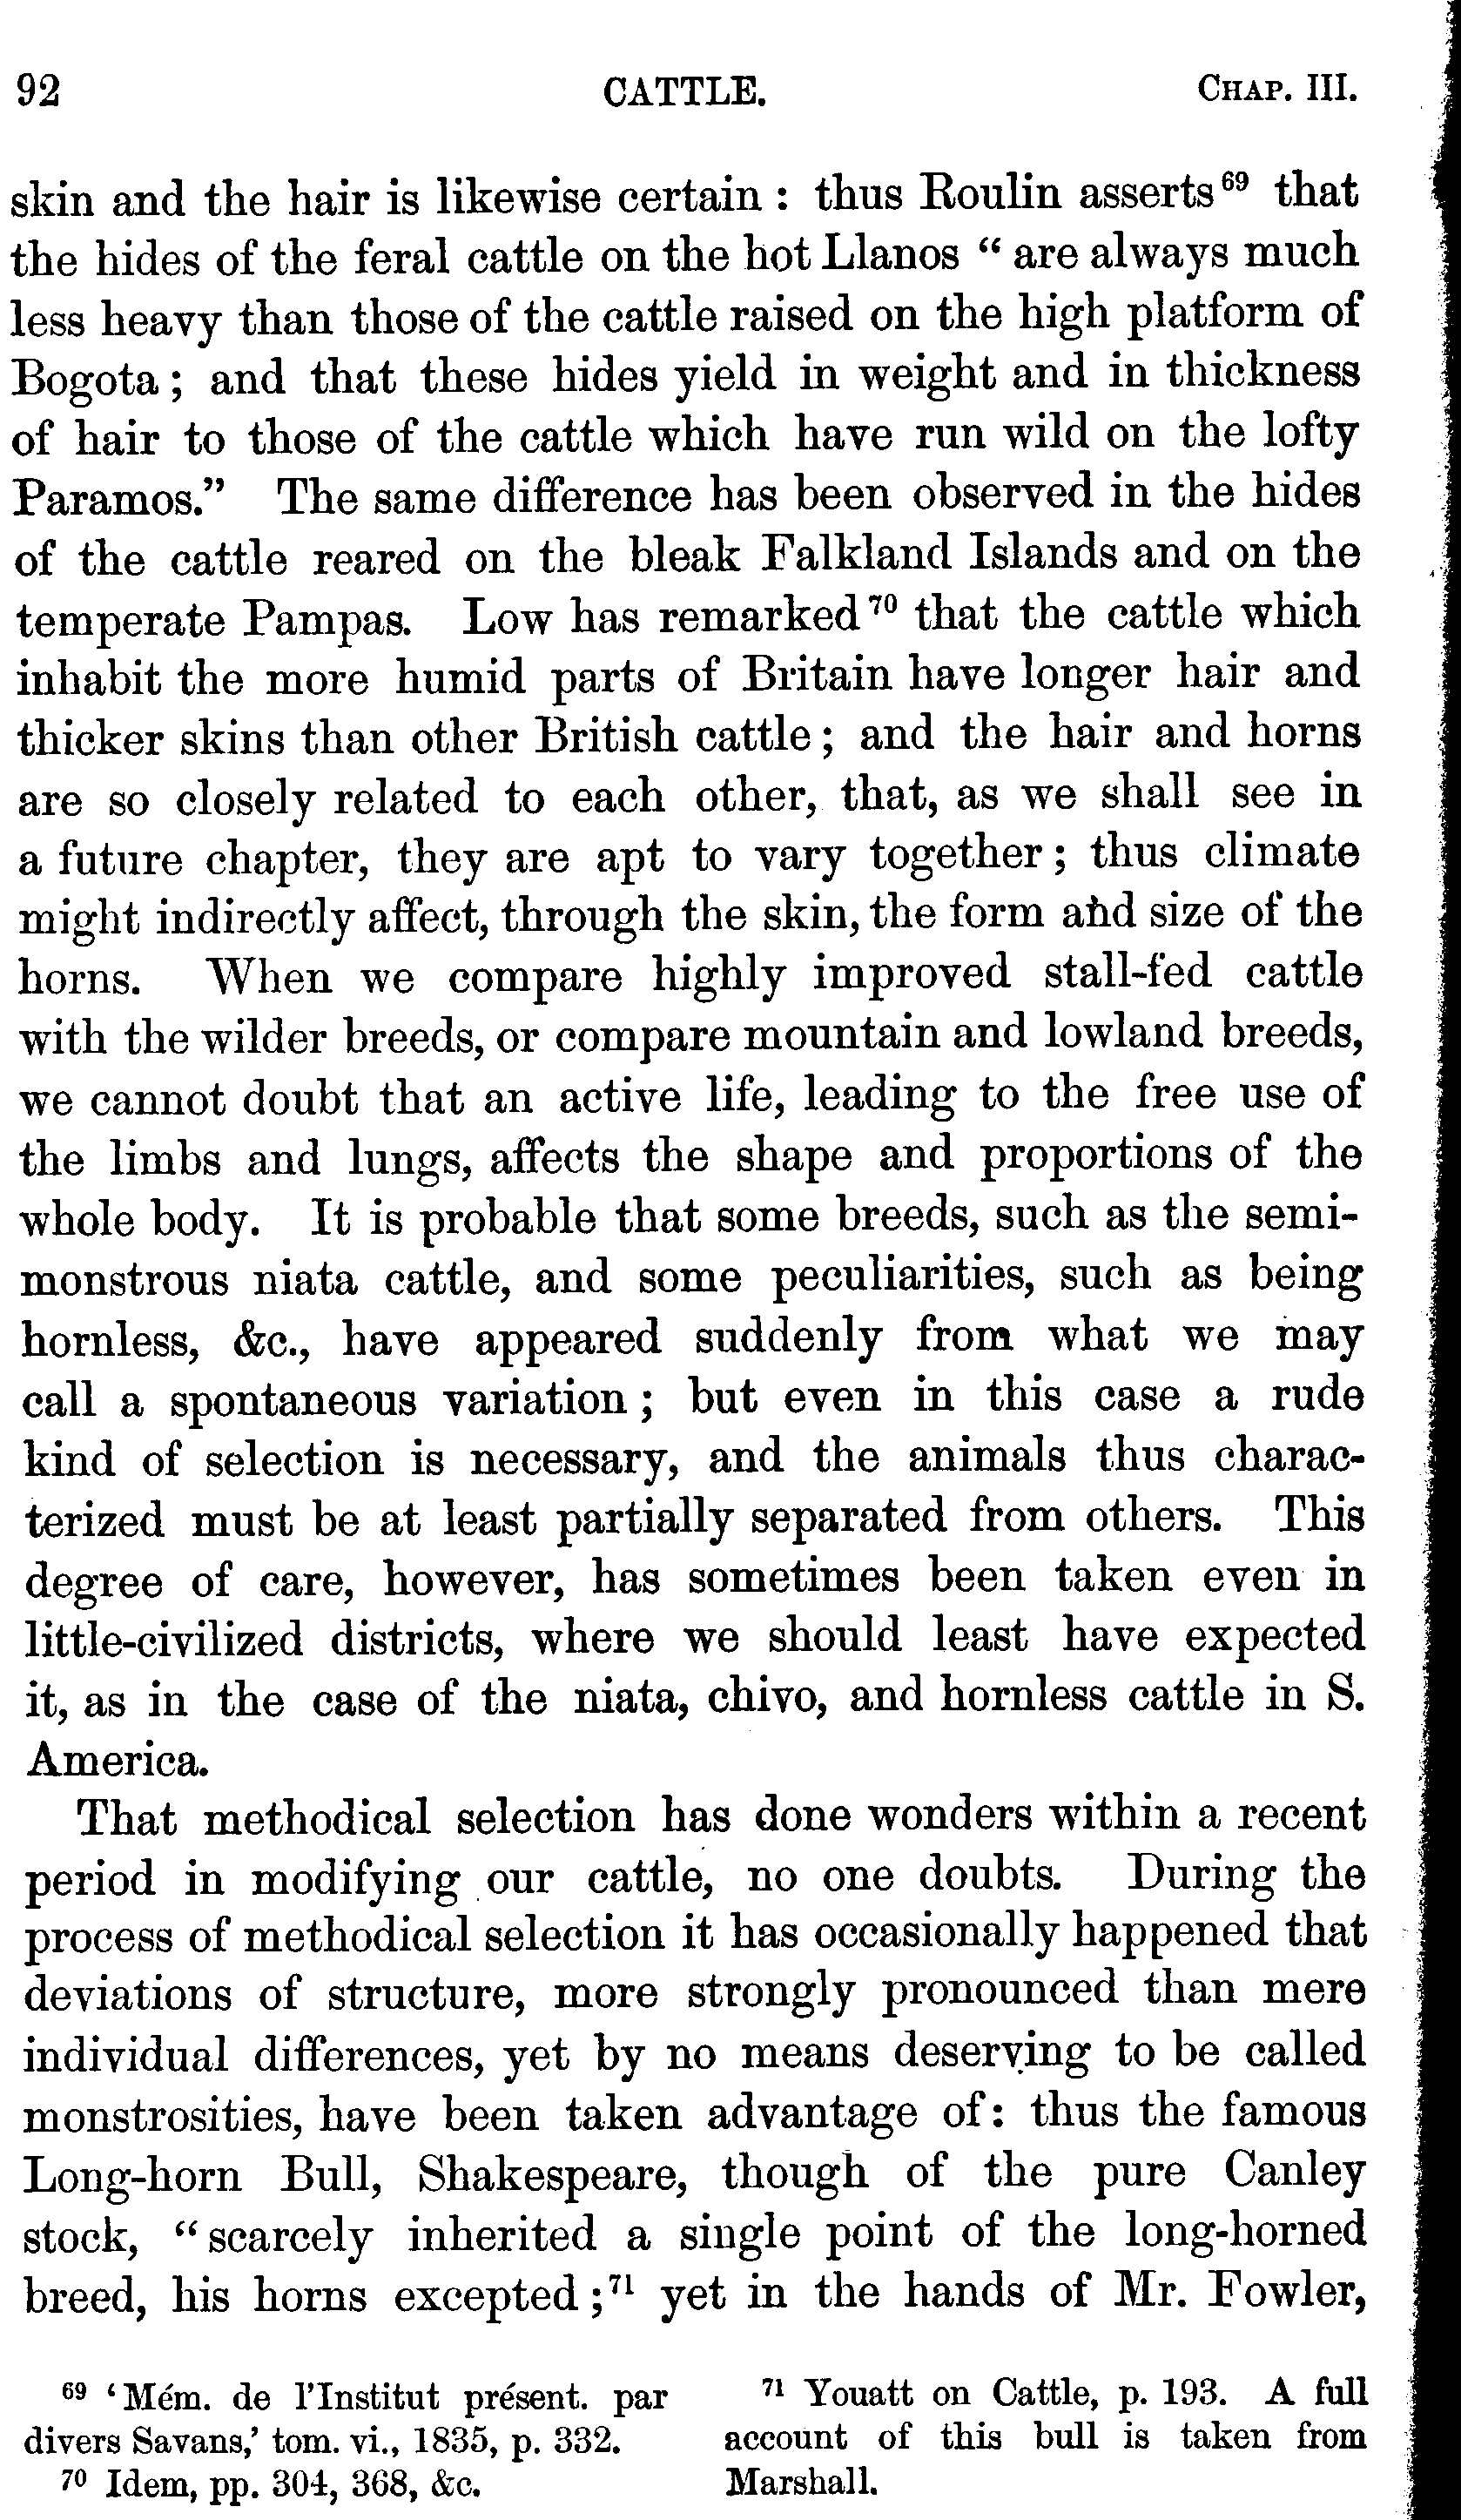 92 CATTLE. CHAP. III.
skin and the hair is likewise certain : thus Roulin asserts 69 that
the hides of the feral cattle on the hot Llanos “ are always much
less heavy than those of the cattle raised on the high platform of
Bogota ; and that these hides yield in weight and in thickness
of hair to those of the cattle which have run wild on the lofty
Paramos.” The same difference has been observed in the hides
of the cattle reared on the bleak Falkland Islands and on the
temperate Pampas. Low has remarked 70 that the cattle which
inhabit the more humid parts of Britain have longer hair and
thicker skins than other British cattle ; and the hair and horns
are so closely related to each other, that, as we shall see in
a future chapter, they are apt to vary together ; thus climate
might indirectly affect, through the skin, the form and size of the
horns. When we compare highly improved stall-fed cattle
with the wilder breeds, or compare mountain and lowland breeds,
we cannot doubt that an active life, leading to the free use of
the limbs and lungs, affects the shape and proportions of the
whole body. It is probable that some breeds, such as the semi-
monstrous niata cattle, and some peculiarities, such as being
hornless, &c., have appeared suddenly from what we may
call a spontaneous variation ; but even in this case a rude
kind of selection is necessary, and the animals thus charac-
terized must be at least partially separated from others. This
degree of care, however, has sometimes been taken even in
little-civilized districts, where we should least have expected
it, as in the case of the niata, chivo, and hornless cattle in S.
America.
That methodical selection has done wonders within a recent
period in modifying our cattle, no one doubts. During the
process of methodical selection it has occasionally happened that
deviations of structure, more strongly pronounced than mere
individual differences, yet by no means deserving to be called
monstrosities, have been taken advantage of: thus the famous
Long-horn Bull, Shakespeare, though of the pure Canley
stock, “ scarcely inherited a single point of the long-horned
breed, his horns excepted ;71 yet in the hands of Mr. Fowler,
69 ‘ Mém. de l’Institut présent. par
divers Savans,’ tom. vi., 1835, p. 332.
70 Idem, pp. 304, 368, &c.
71 Youatt on Cattle, p. 193. A full
account of this bull is taken from
Marshall.